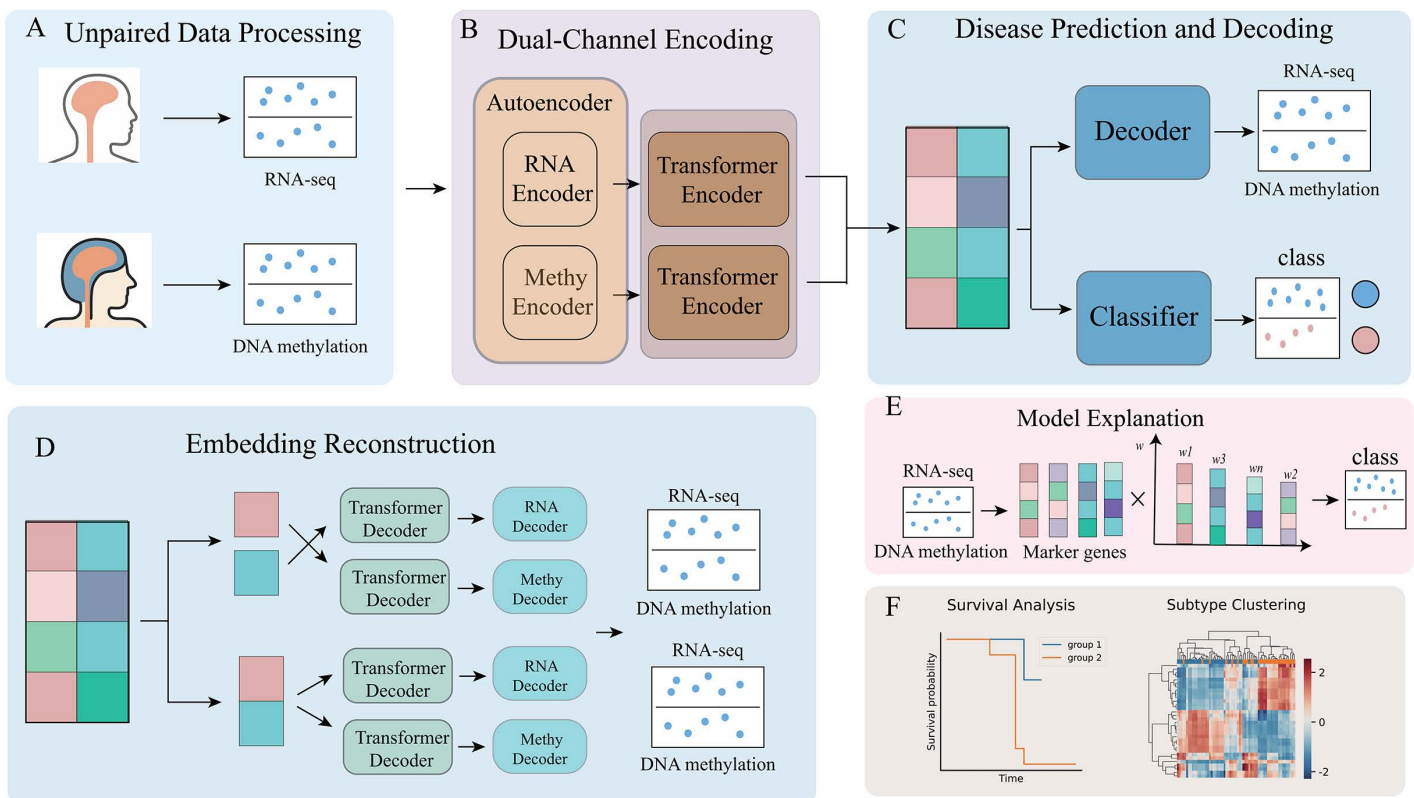 A
Unpaired Data Processing
RNA-seq
DNA methylation
B
Dual-Channel Encoding
Autoencoder
RNA
Encoder
Transformer
Encoder
Methy
Encoder
Transformer
Encoder
C
Disease Prediction and Decoding
Decoder
RNA-seq
DNA methylation
Classifier
class
D
Embedding Reconstruction
Transformer
Decoder
RNA
Decoder
Transformer
Decoder
Methy
Decoder
RNA-seq
DNA methylation
Transformer
Decoder
RNA
Decoder
Transformer
Decoder
Methy
Decoder
RNA-seq
DNA methylation
E
Model Explanation
RNA-seq
DNA methylation
Marker genes
×
w
w1
w3
wn
w2
class
F
Survival Analysis
Survival probability
Time
group 1
group 2
Subtype Clustering
2
0
-2